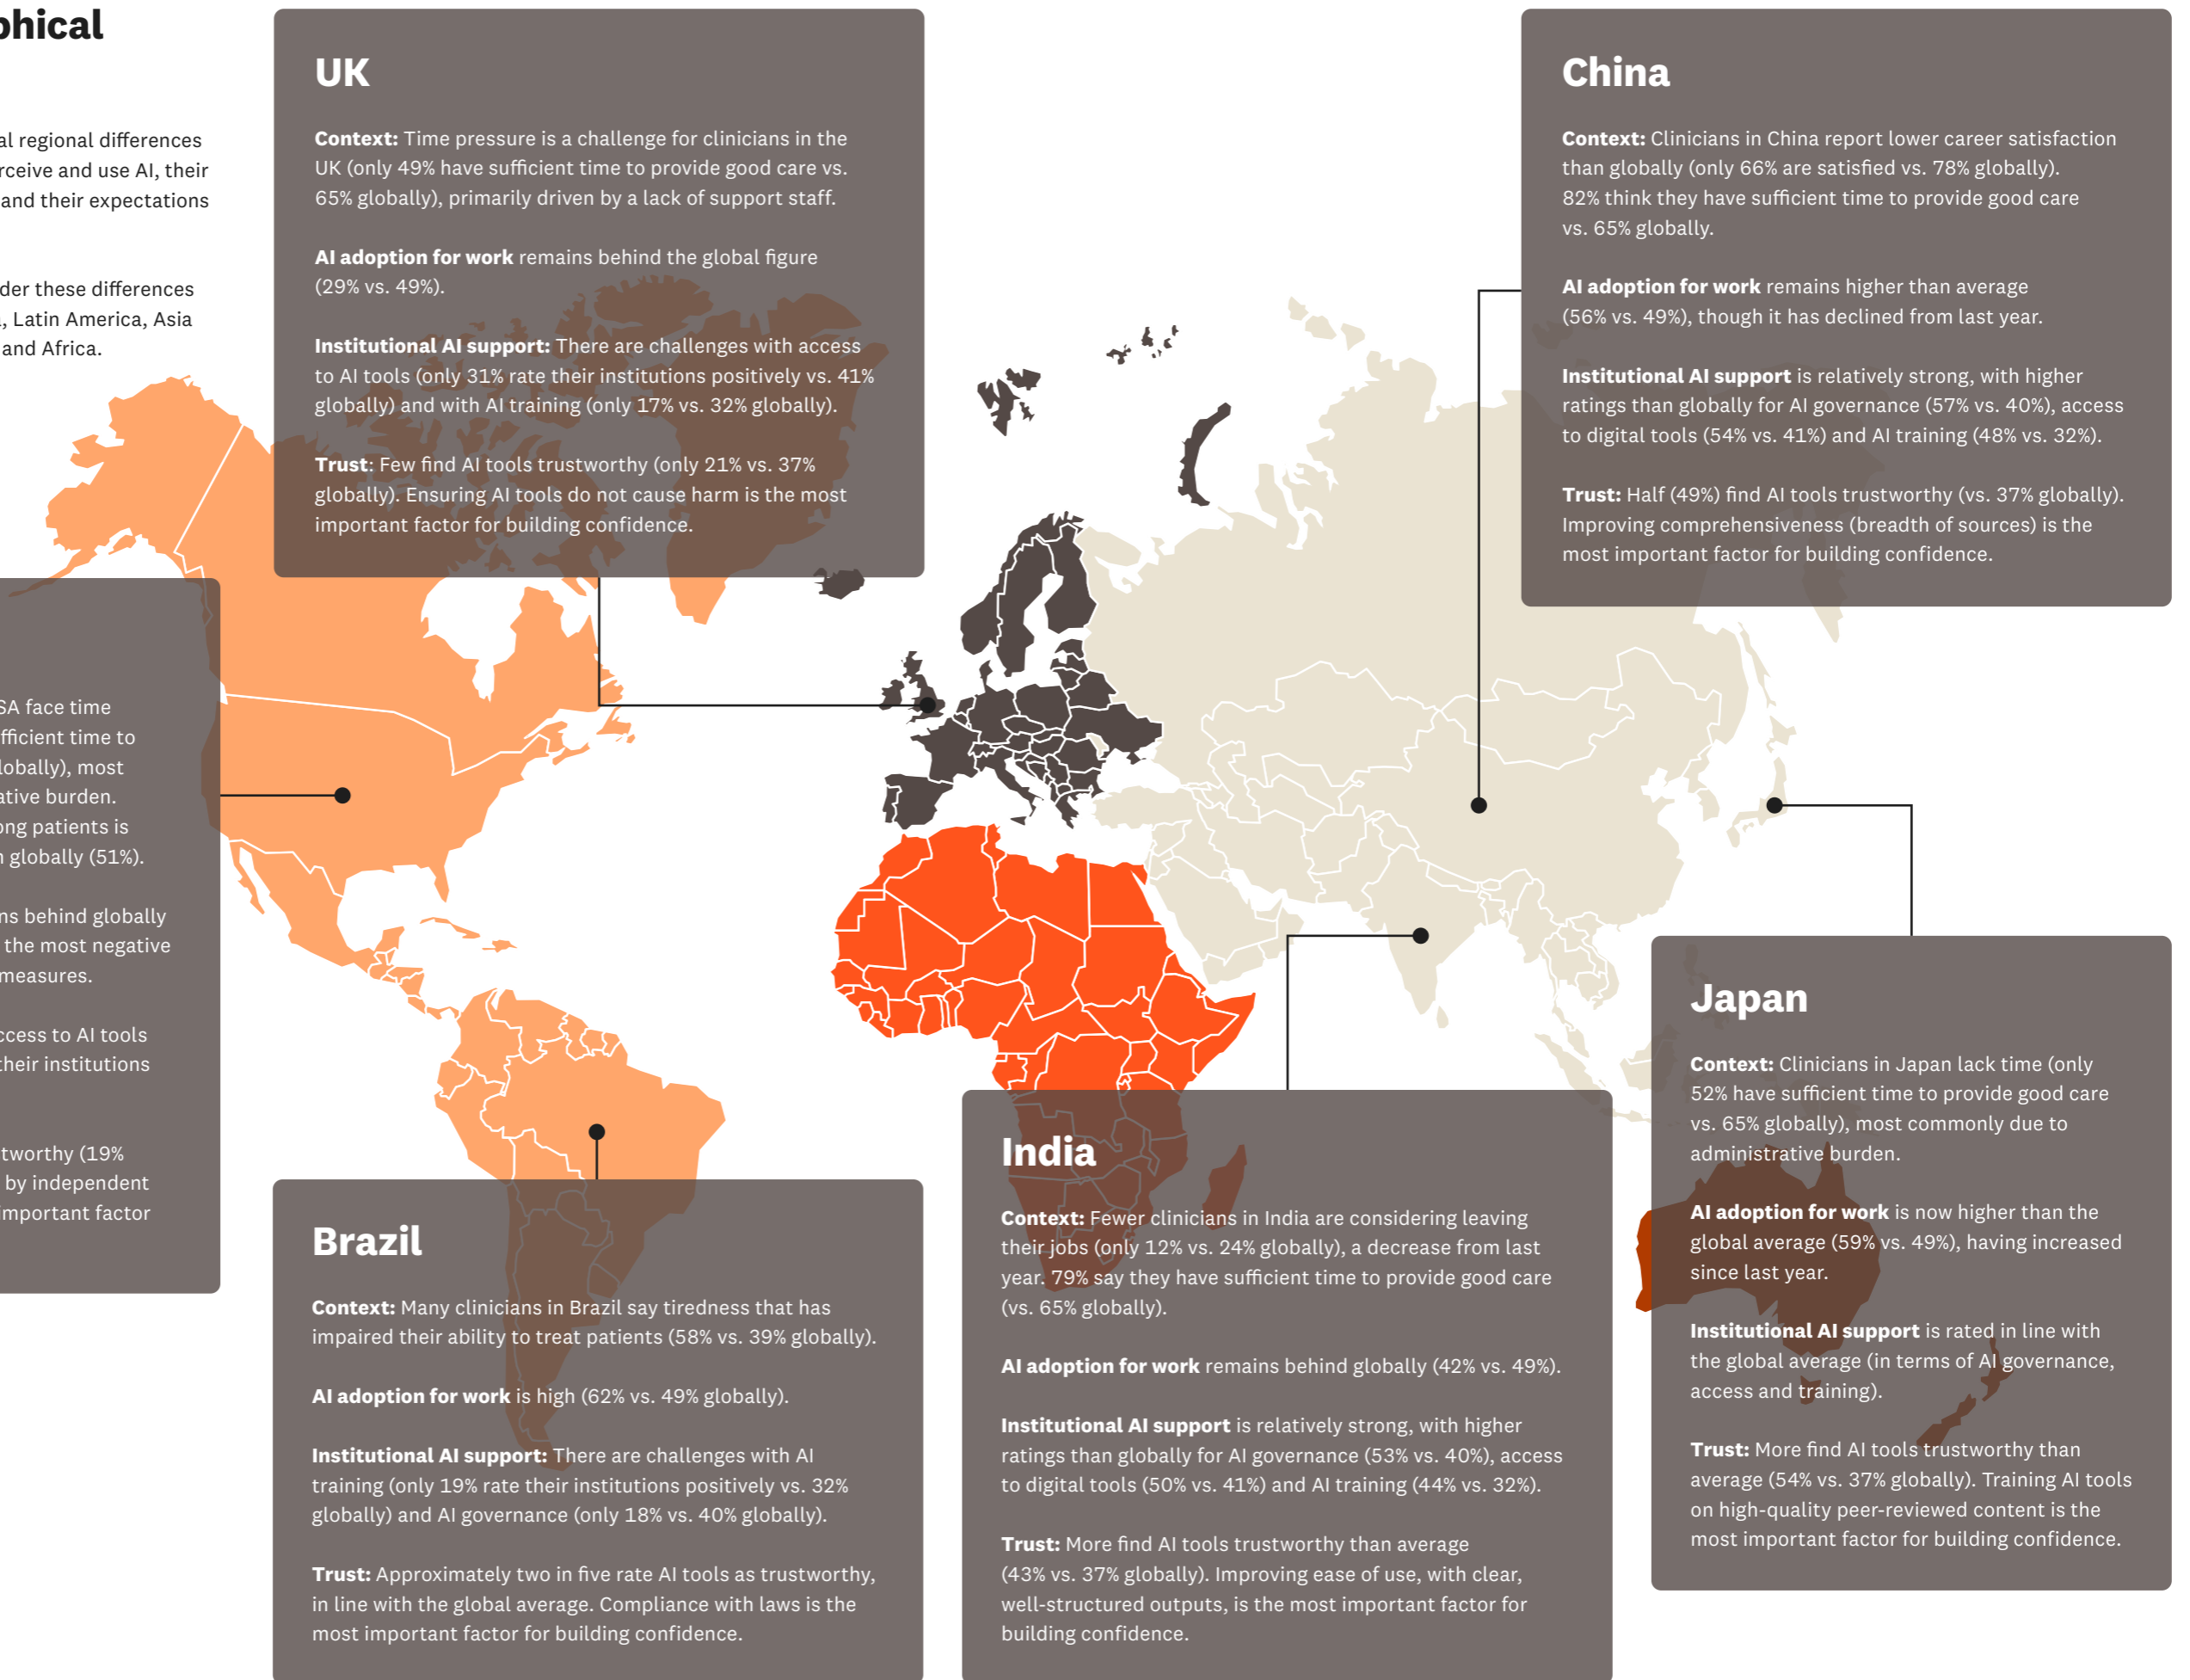 phical
al regional differences
rceive and use AI, their
and their expectations
der these differences
, Latin America, Asia
and Africa.
UK
Context: Time pressure is a challenge for clinicians in the
UK (only 49% have sufficient time to provide good care vs.
65% globally), primarily driven by a lack of support staff.
AI adoption for work remains behind the global figure
(29% vs. 49%).
Institutional AI support: There are challenges with access
to AI tools (only 31% rate their institutions positively vs. 41%
globally) and with AI training (only 17% vs. 32% globally).
Trust: Few find AI tools trustworthy (only 21% vs. 37%
globally). Ensuring AI tools do not cause harm is the most
important factor for building confidence.
China
Context: Clinicians in China report lower career satisfaction
than globally (only 66% are satisfied vs. 78% globally).
82% think they have sufficient time to provide good care
vs. 65% globally.
AI adoption for work remains higher than average
(56% vs. 49%), though it has declined from last year.
Institutional AI support is relatively strong, with higher
ratings than globally for AI governance (57% vs. 40%), access
to digital tools (54% vs. 41%) and AI training (48% vs. 32%).
Trust: Half (49%) find AI tools trustworthy (vs. 37% globally).
Improving comprehensiveness (breadth of sources) is the
most important factor for building confidence.
SA face time
fficient time to
lobally), most
ative burden.
ong patients is
n globally (51%).
ns behind globally
the most negative
measures.
ccess to AI tools
their institutions
tworthy (19%
by independent
important factor
Brazil
Context: Many clinicians in Brazil say tiredness that has
impaired their ability to treat patients (58% vs. 39% globally).
AI adoption for work is high (62% vs. 49% globally).
Institutional AI support: There are challenges with AI
training (only 19% rate their institutions positively vs. 32%
globally) and AI governance (only 18% vs. 40% globally).
Trust: Approximately two in five rate AI tools as trustworthy,
in line with the global average. Compliance with laws is the
most important factor for building confidence.
India
Context: Fewer clinicians in India are considering leaving
their jobs (only 12% vs. 24% globally), a decrease from last
year. 79% say they have sufficient time to provide good care
(vs. 65% globally).
AI adoption for work remains behind globally (42% vs. 49%).
Institutional AI support is relatively strong, with higher
ratings than globally for AI governance (53% vs. 40%), access
to digital tools (50% vs. 41%) and AI training (44% vs. 32%).
Trust: More find AI tools trustworthy than average
(43% vs. 37% globally). Improving ease of use, with clear,
well-structured outputs, is the most important factor for
building confidence.
Japan
Context: Clinicians in Japan lack time (only
52% have sufficient time to provide good care
vs. 65% globally), most commonly due to
administrative burden.
AI adoption for work is now higher than the
global average (59% vs. 49%), having increased
since last year.
Institutional AI support is rated in line with
the global average (in terms of AI governance,
access and training).
Trust: More find AI tools trustworthy than
average (54% vs. 37% globally). Training AI tools
on high-quality peer-reviewed content is the
most important factor for building confidence.